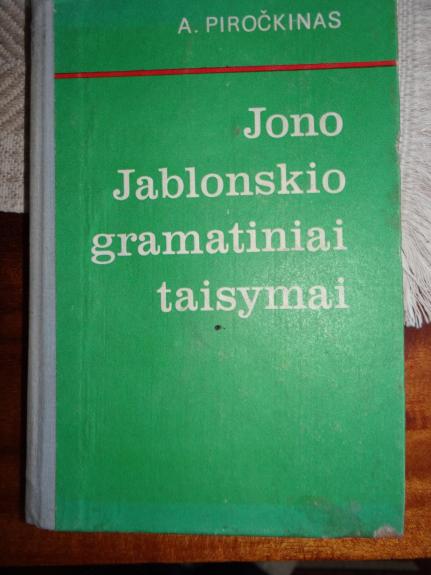 A. PIROČKINAS
Jono
Jablonskio
gramatiniai
taisymai